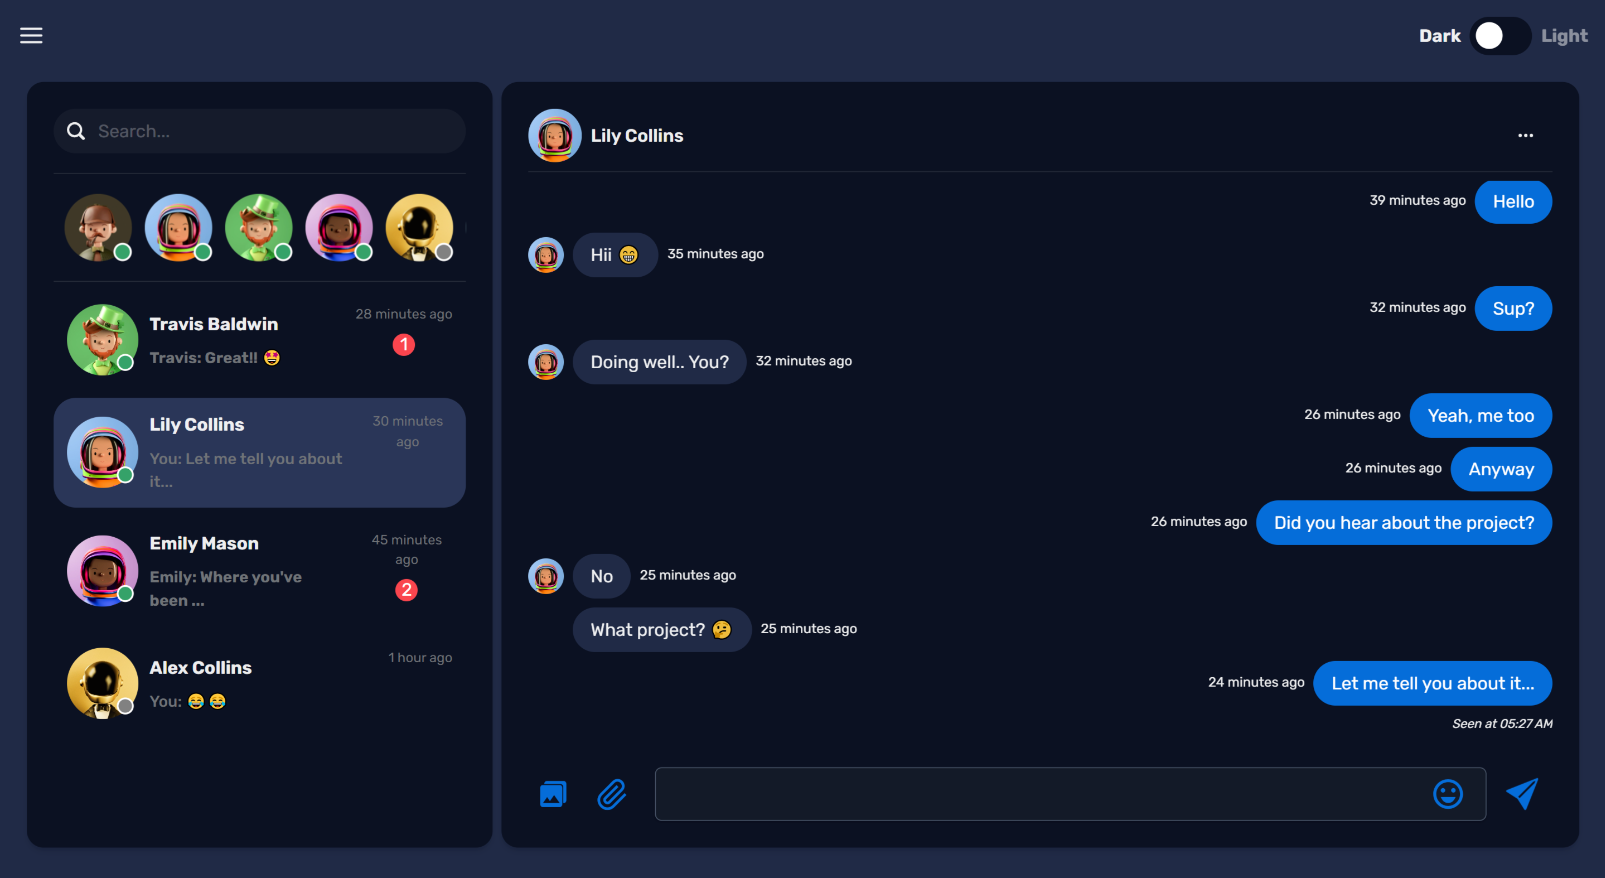 Dark Light
Search...
Travis Baldwin
28 minutes ago
Travis: Great!! 🤩
1
Lily Collins
30 minutes
ago
You: Let me tell you about
it...
Emily Mason
45 minutes
ago
Emily: Where you've
been ...
2
Alex Collins
1 hour ago
You: 😂 😂
Lily Collins
...
39 minutes ago Hello
Hii 😁 35 minutes ago
32 minutes ago Sup?
Doing well.. You? 32 minutes ago
26 minutes ago Yeah, me too
26 minutes ago Anyway
26 minutes ago Did you hear about the project?
No 25 minutes ago
What project? 🤔 25 minutes ago
24 minutes ago Let me tell you about it...
Seen at 05:27 AM